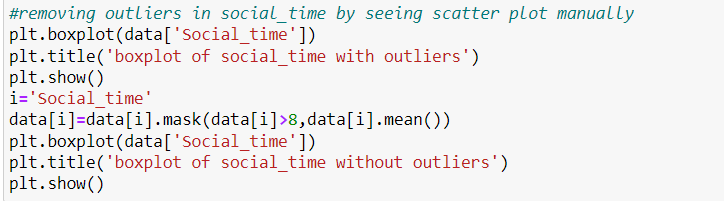 #removing outliers in social_time by seeing scatter plot manually
plt.boxplot(data['Social_time'])
plt.title('boxplot of social_time with outliers')
plt.show()
i='Social_time'
data[i]=data[i].mask(data[i]>8,data[i].mean())
plt.boxplot(data['Social_time'])
plt.title('boxplot of social_time without outliers')
plt.show()